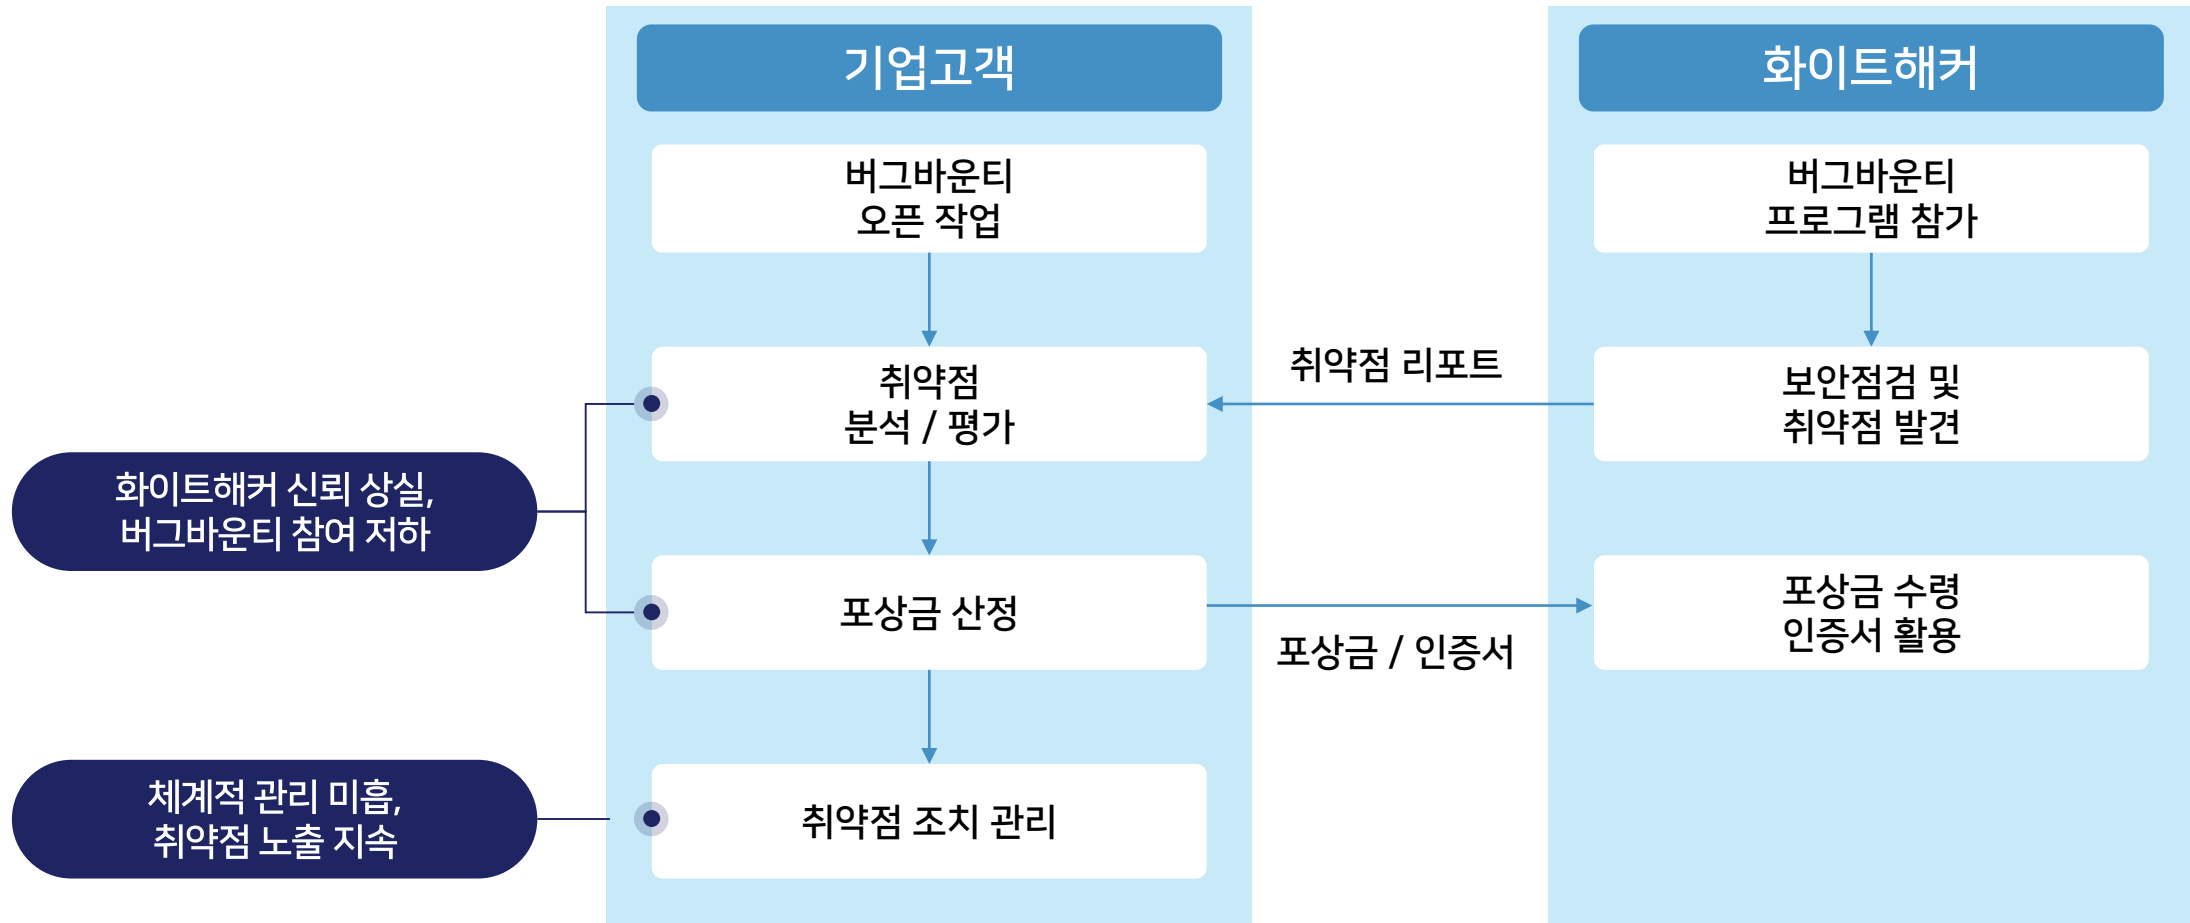 기업고객
화이트해커
버그바운티
오픈 작업
버그바운티
프로그램 참가
취약점
분석 / 평가
취약점 리포트
보안점검 및
취약점 발견
화이트해커 신뢰 상실,
버그바운티 참여 저하
포상금 산정
포상금 / 인증서
포상금 수령
인증서 활용
체계적 관리 미흡,
취약점 노출 지속
취약점 조치 관리